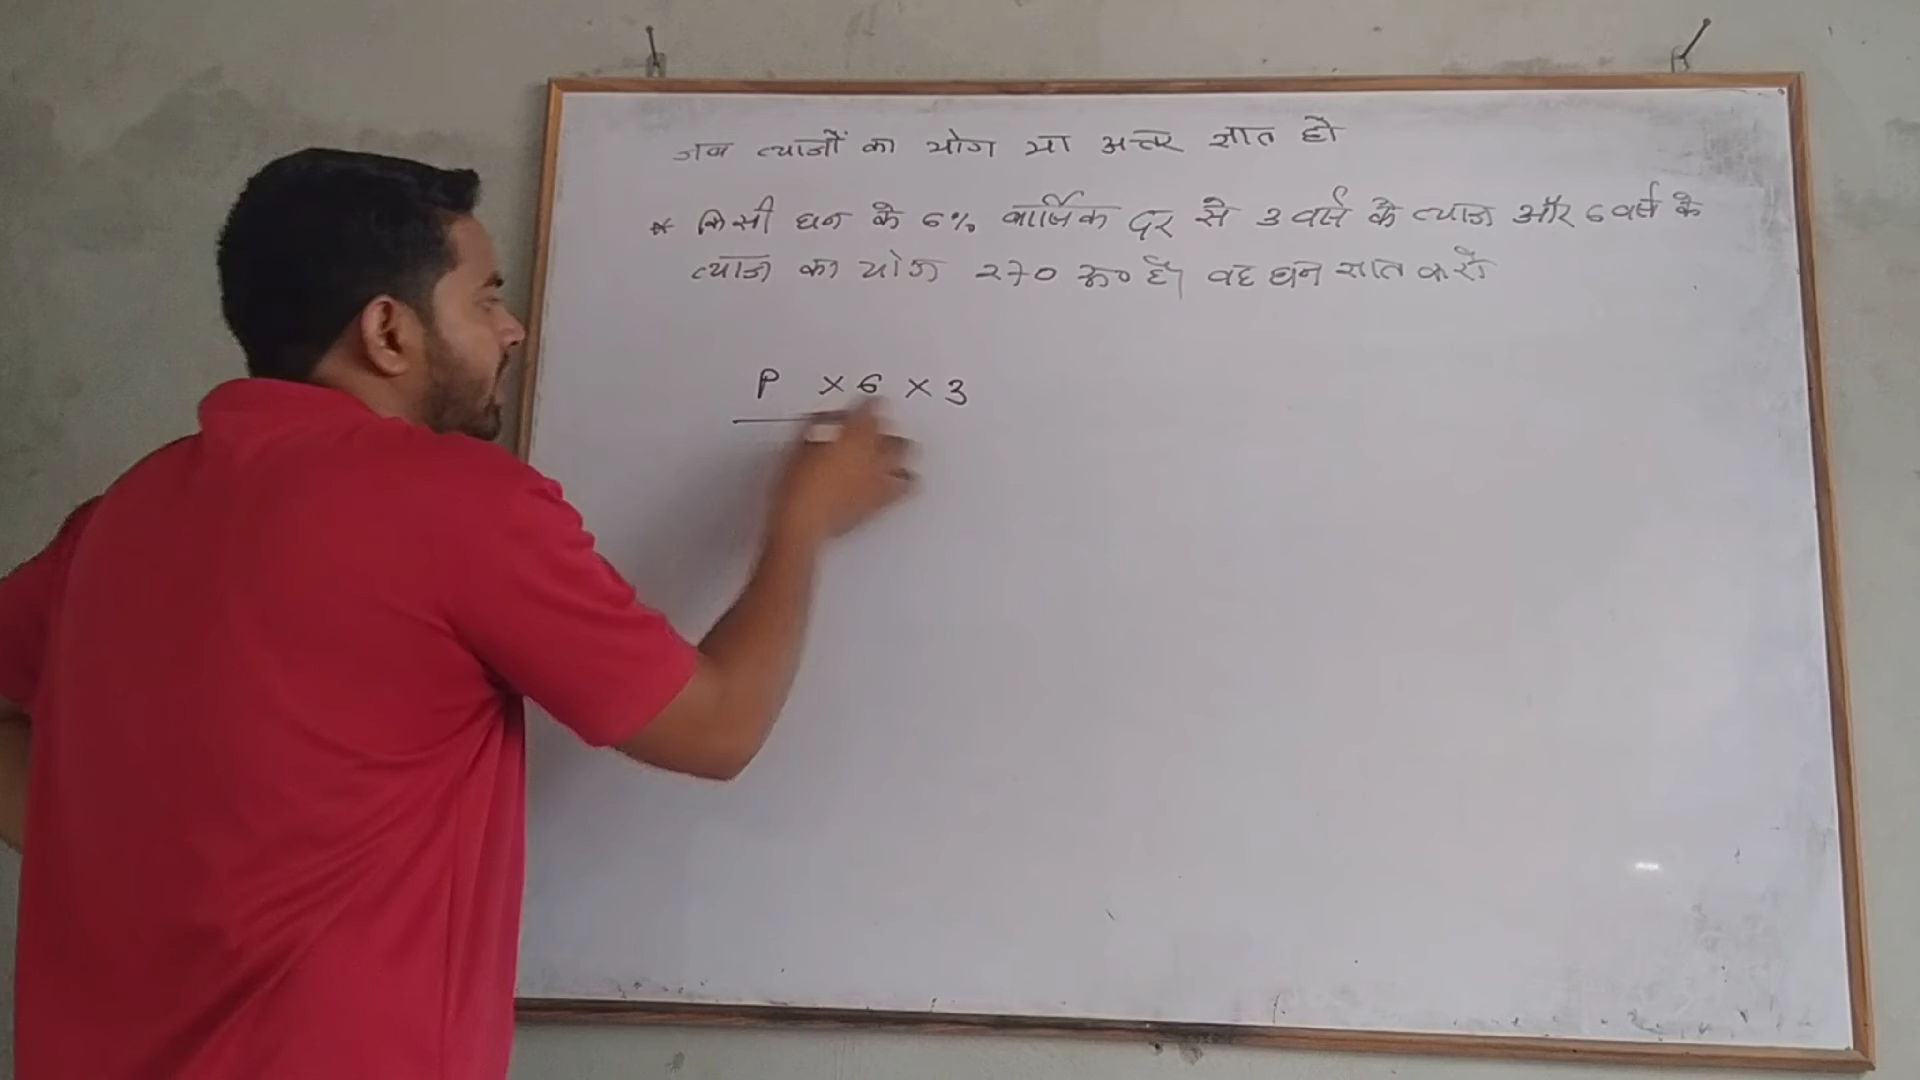 जब ब्याजों का योग या अन्तर ज्ञात हो
* किसी धन के 6% वार्षिक दर से 3 वर्ष के ब्याज और 6 वर्ष के
ब्याज का योग 270 रू० है। वह धन ज्ञात करो
P × 6 × 3